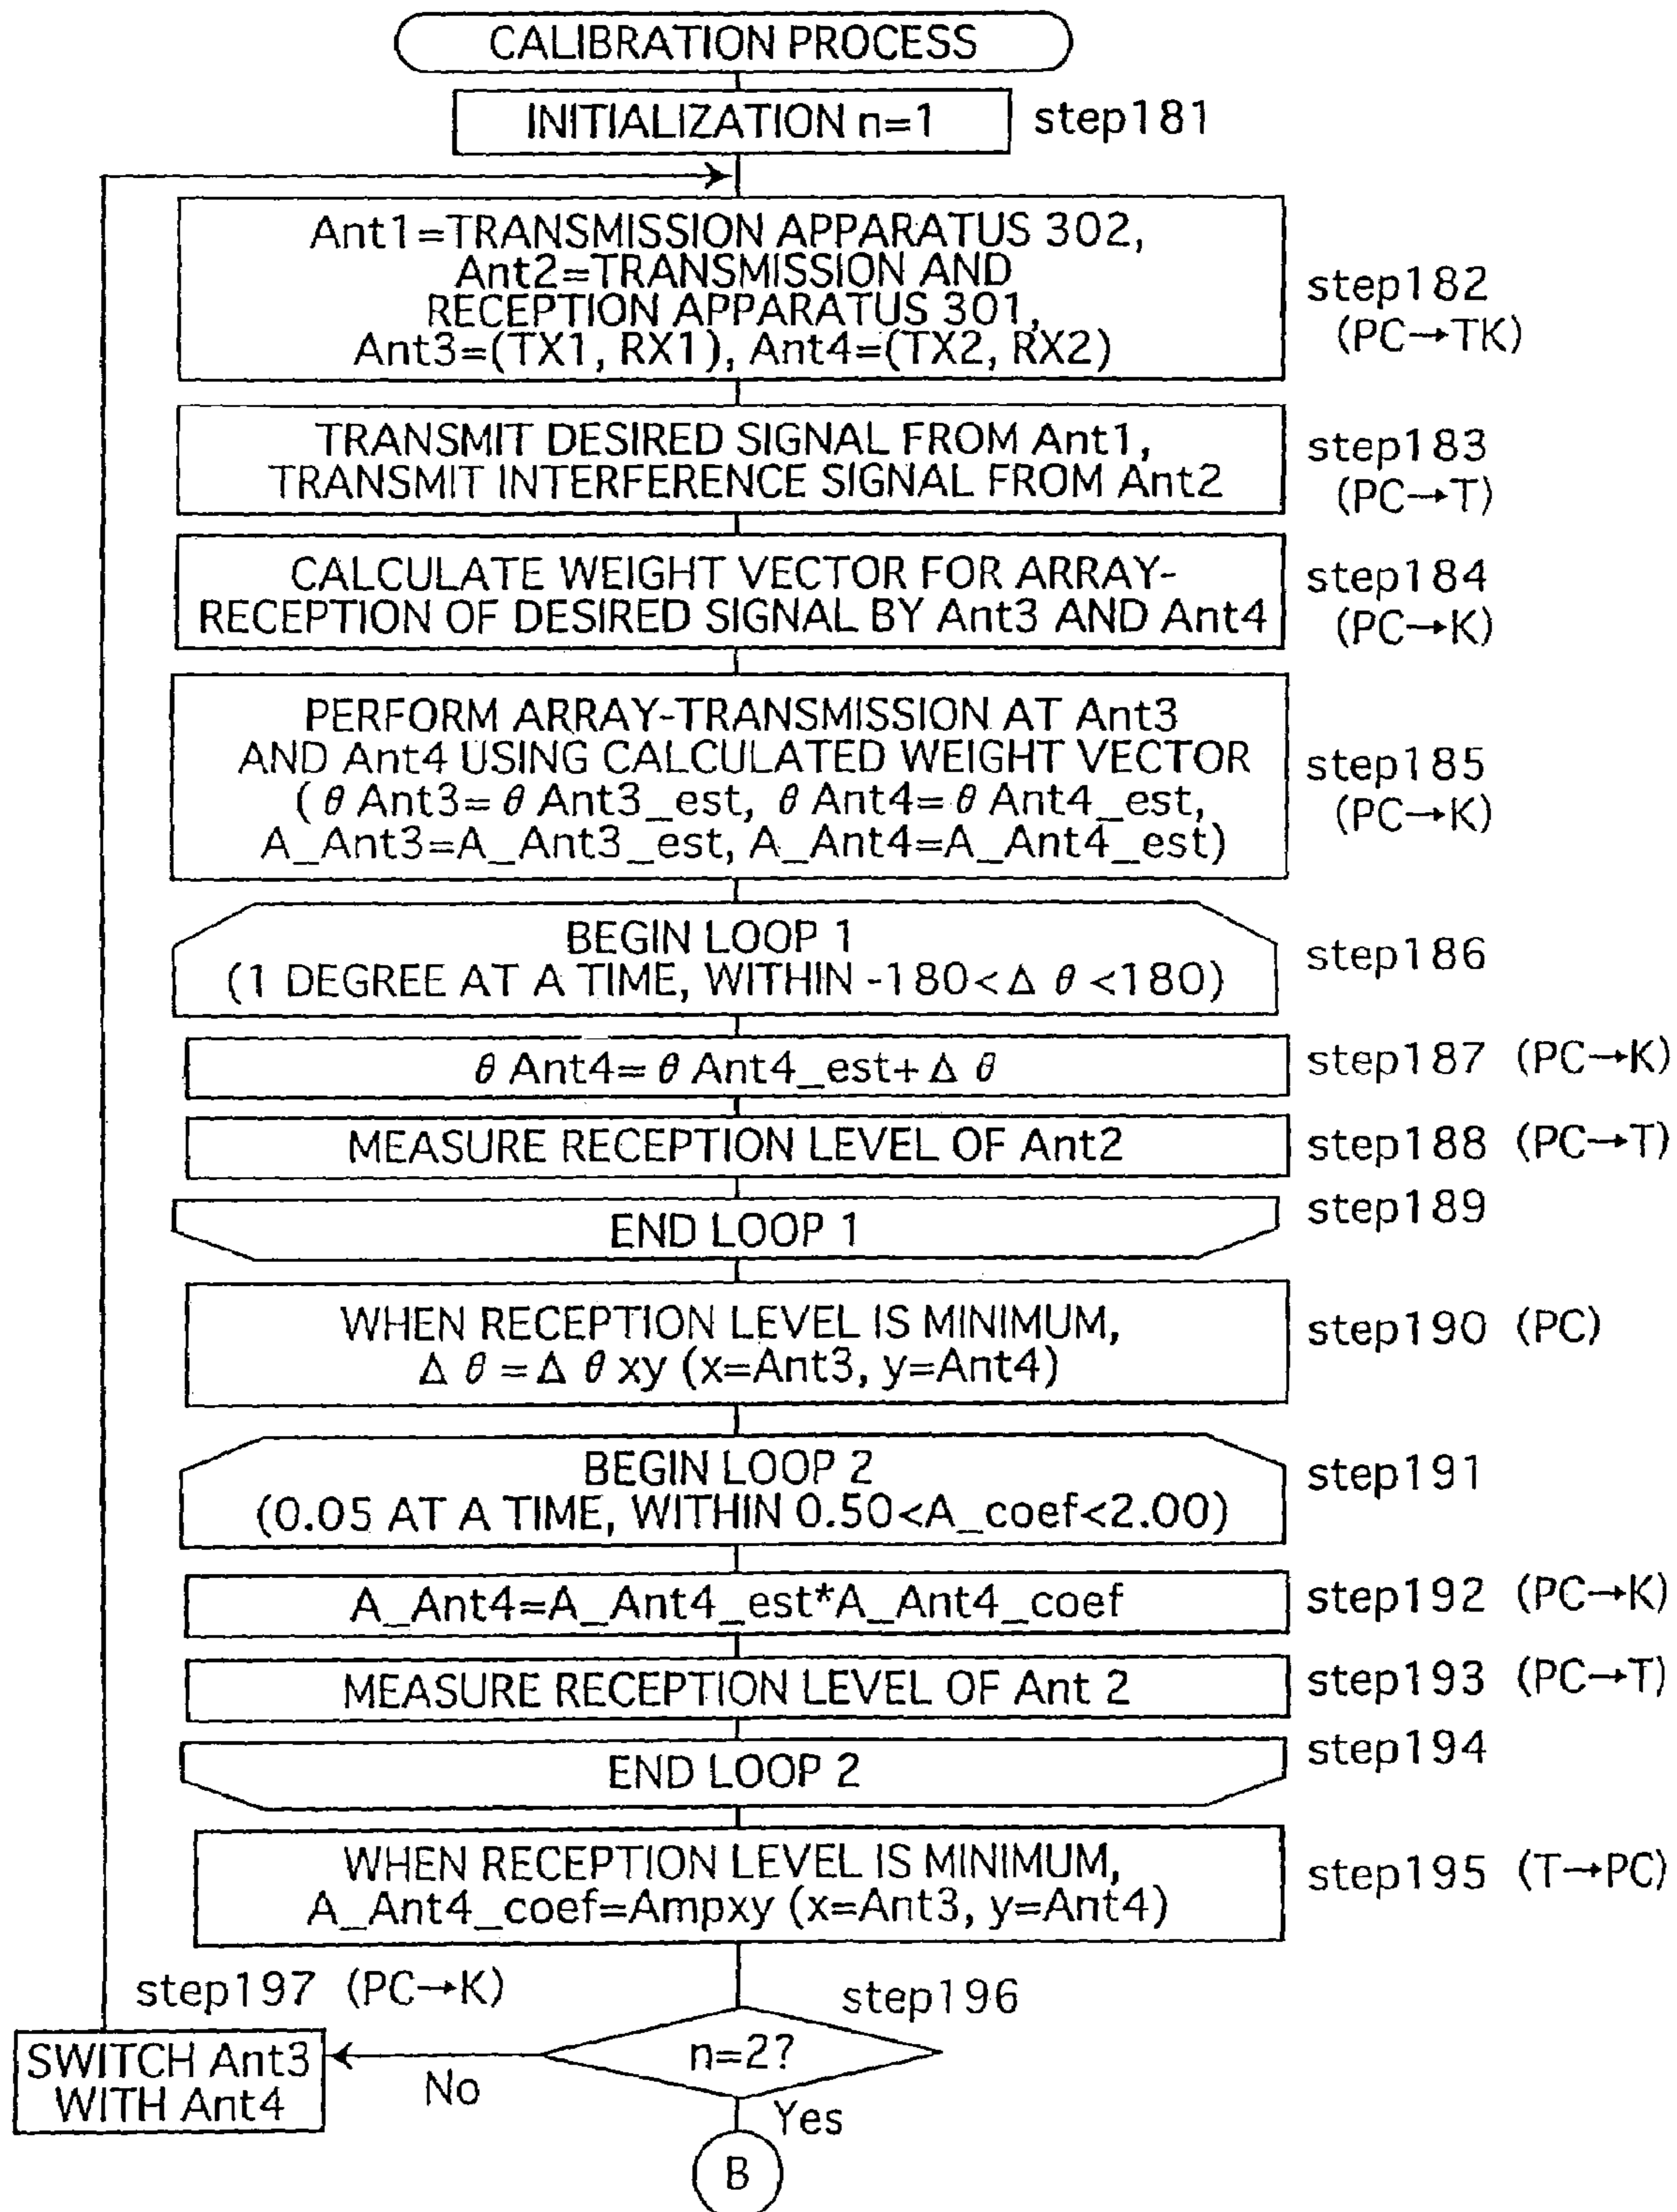 CALIBRATION PROCESS
INITIALIZATION n=1
step181
Ant1=TRANSMISSION APPARATUS 302,
Ant2=TRANSMISSION AND
RECEPTION APPARATUS 301,
Ant3=(TX1, RX1), Ant4=(TX2, RX2)
step182
(PC→TK)
TRANSMIT DESIRED SIGNAL FROM Ant1,
TRANSMIT INTERFERENCE SIGNAL FROM Ant2
step183
(PC→T)
CALCULATE WEIGHT VECTOR FOR ARRAY-
RECEPTION OF DESIRED SIGNAL BY Ant3 AND Ant4
step184
(PC→K)
PERFORM ARRAY-TRANSMISSION AT Ant3
AND Ant4 USING CALCULATED WEIGHT VECTOR
(θ Ant3=θ Ant3_est, θ Ant4=θ Ant4_est,
A_Ant3=A_Ant3_est, A_Ant4=A_Ant4_est)
step185
(PC→K)
BEGIN LOOP 1
(1 DEGREE AT A TIME, WITHIN -180<Δ θ <180)
step186
θ Ant4=θ Ant4_est+Δ θ
step187 (PC→K)
MEASURE RECEPTION LEVEL OF Ant2
step188 (PC→T)
END LOOP 1
step189
WHEN RECEPTION LEVEL IS MINIMUM,
Δ θ =Δ θ xy (x=Ant3, y=Ant4)
step190 (PC)
BEGIN LOOP 2
(0.05 AT A TIME, WITHIN 0.50<A_coef<2.00)
step191
A_Ant4=A_Ant4_est*A_Ant4_coef
step192 (PC→K)
MEASURE RECEPTION LEVEL OF Ant 2
step193 (PC→T)
END LOOP 2
step194
WHEN RECEPTION LEVEL IS MINIMUM,
A_Ant4_coef=Ampxy (x=Ant3, y=Ant4)
step195 (T→PC)
step197 (PC→K)
step196
SWITCH Ant3
WITH Ant4
No
n=2?
Yes
B